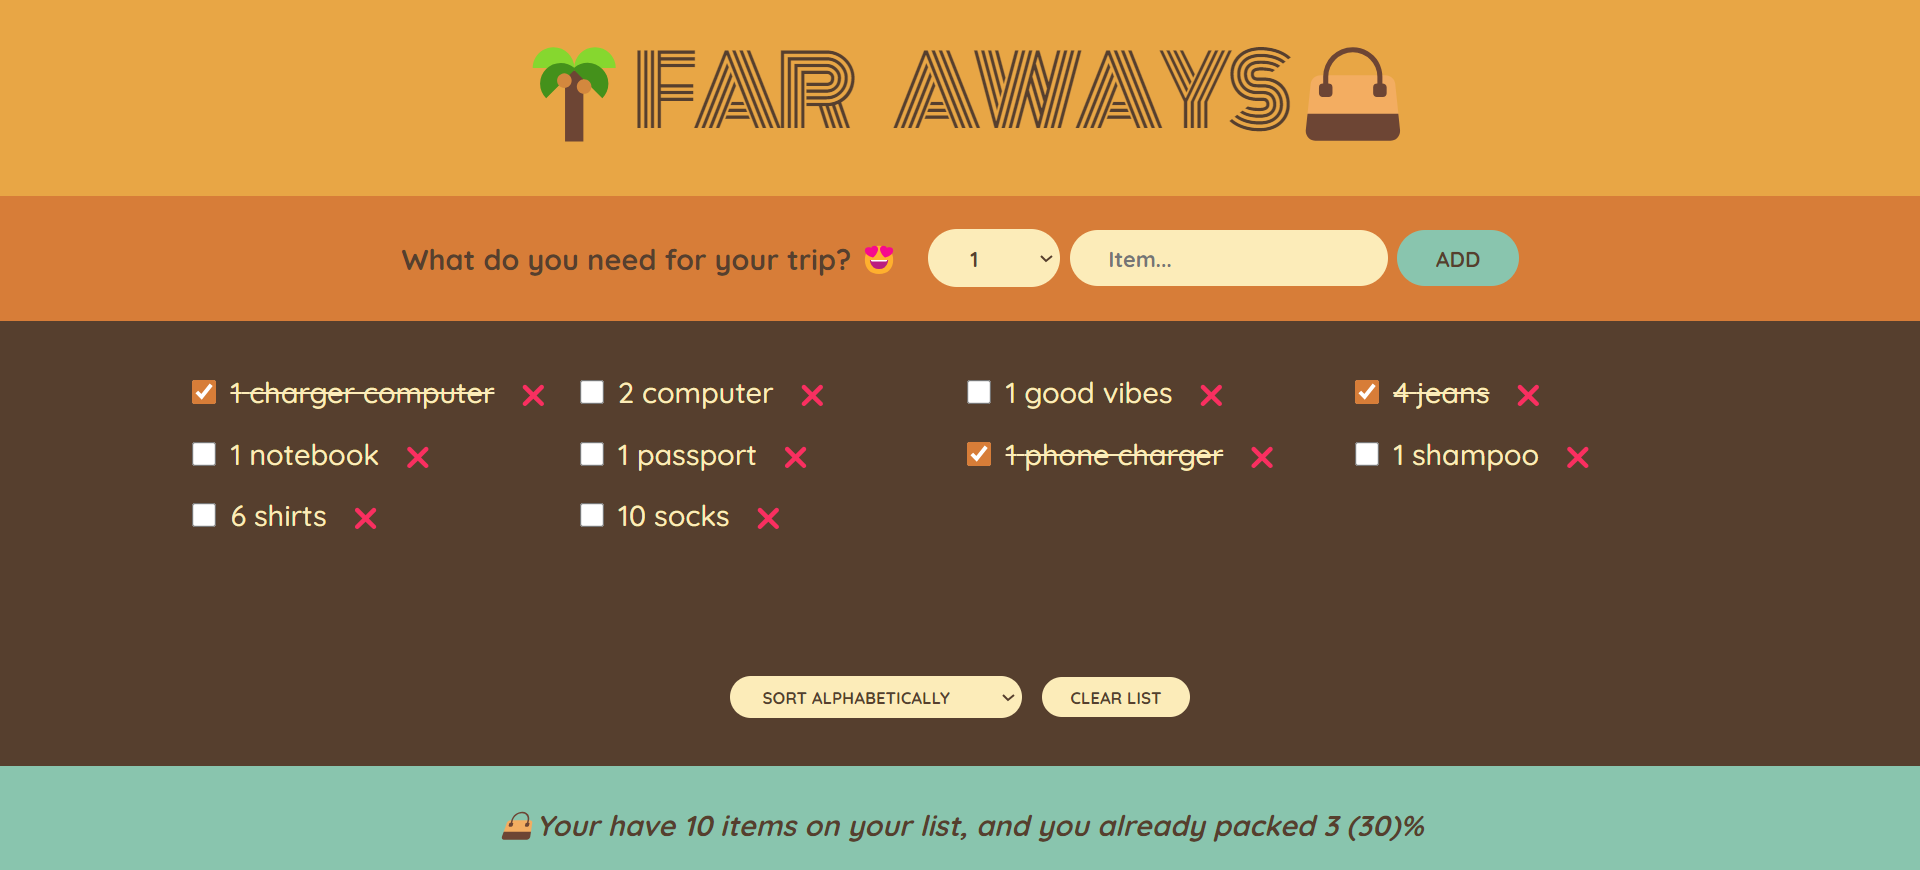 FAR AWAYS
What do you need for your trip? 😍 1 Item... ADD
1 charger computer 2 computer 1 good vibes 4 jeans
1 notebook 1 passport 1 phone charger 1 shampoo
6 shirts 10 socks
SORT ALPHABETICALLY CLEAR LIST
Your have 10 items on your list, and you already packed 3 (30)%